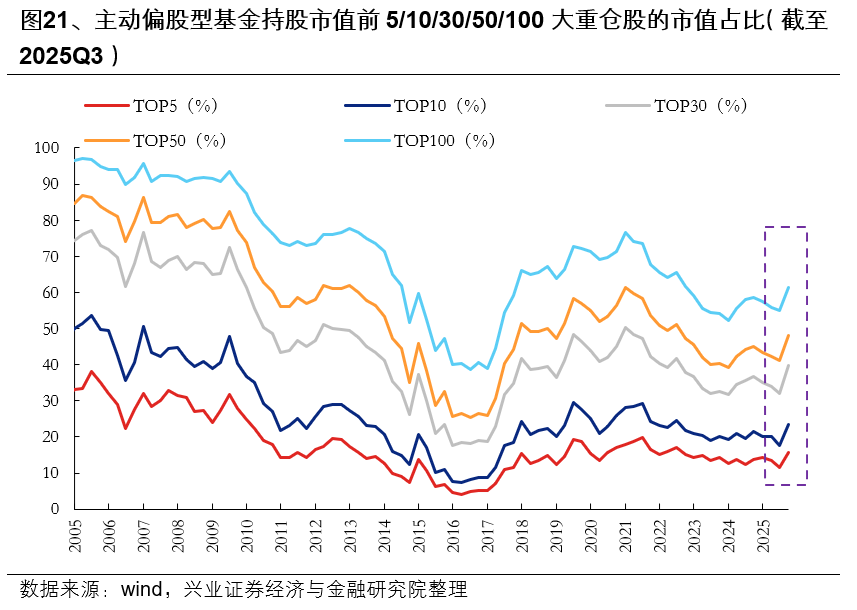 图21、主动偏股型基金持股市值前 5/10/30/50/100 大重仓股的市值占比(截至
2025Q3)
TOP5（%） TOP10（%） TOP30（%）
TOP50（%） TOP100（%）
100
90
80
70
60
50
40
30
20
10
0
2005 2006 2007 2008 2009 2010 2011 2012 2013 2014 2015 2016 2017 2018 2019 2020 2021 2022 2023 2024 2025
数据来源：wind，兴业证券经济与金融研究院整理